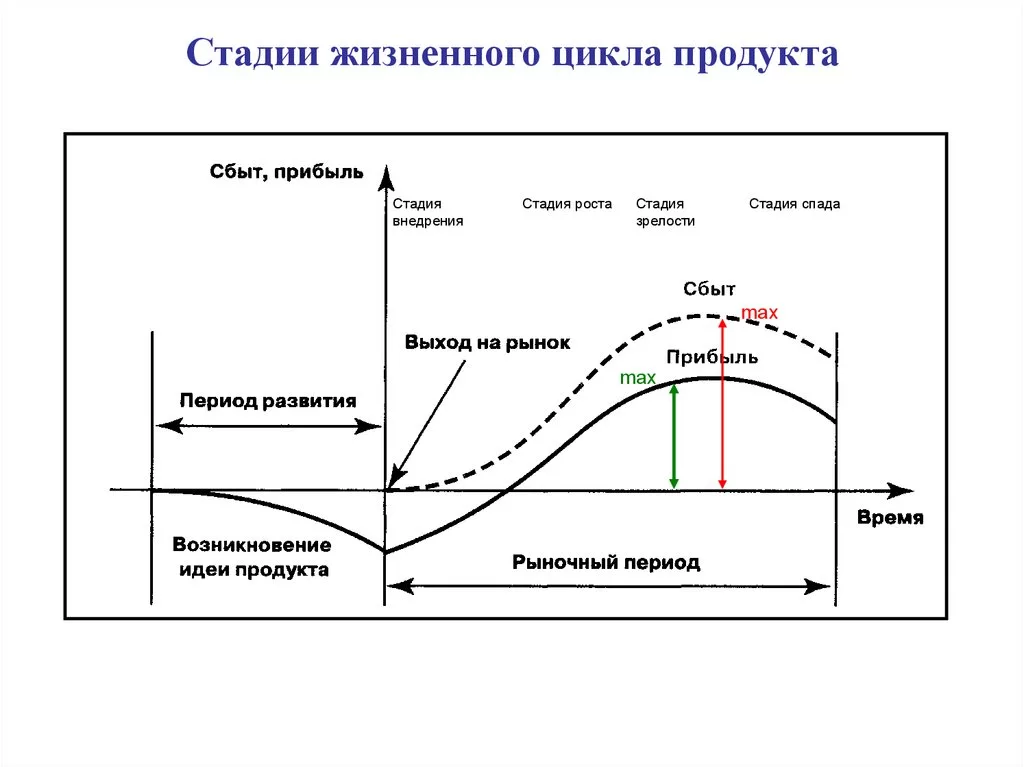 Стадии жизненного цикла продукта
Сбыт, прибыль
Стадия
внедрения
Стадия роста
Стадия
зрелости
Стадия спада
Сбыт
max
Выход на рынок
Прибыль
max
Период развития
Время
Возникновение
идеи продукта
Рыночный период